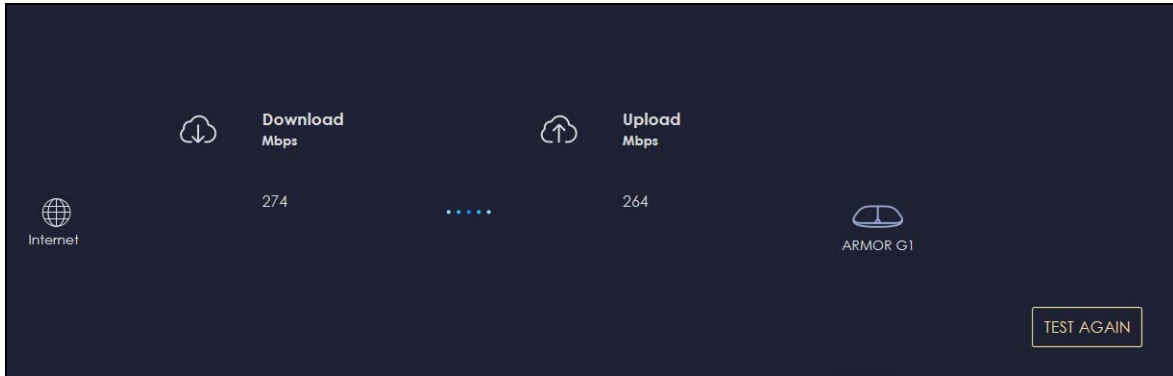 Download
Mbps
Upload
Mbps
274
264
Internet
ARMOR G1
TEST AGAIN